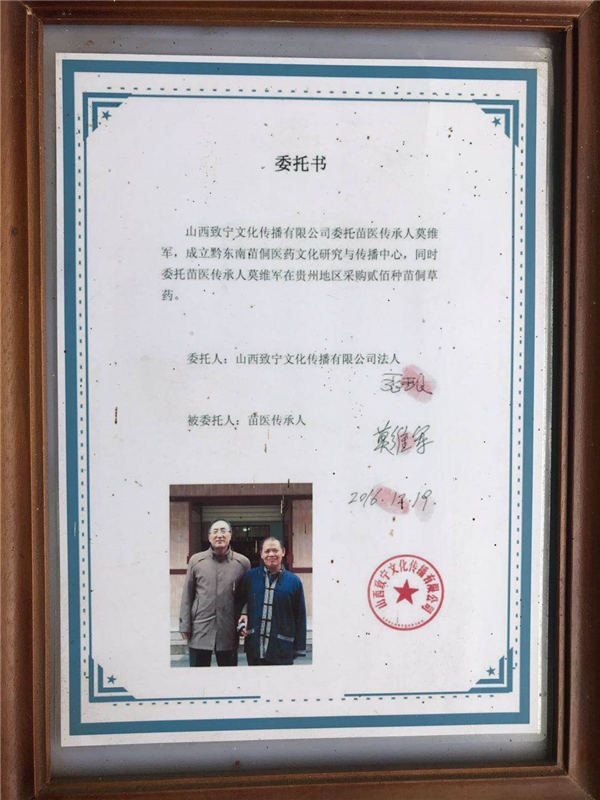 委托书
山西致宁文化传播有限公司委托苗医传承人莫维
军，成立黔东南苗侗医药文化研究与传播中心，同时
委托苗医传承人莫维军在贵州地区采购贰佰种苗侗草
药。
委托人：山西致宁文化传播有限公司法人
被委托人：苗医传承人
莫维军
2016.12.19.
山西致宁文化传播有限公司